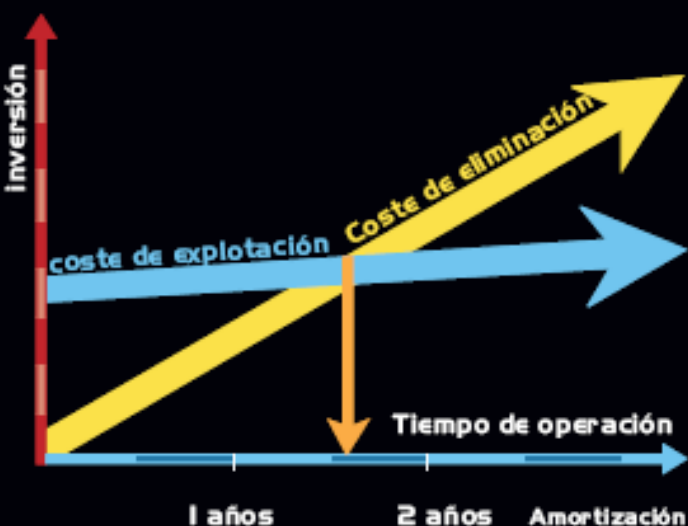 inversión
Coste de eliminación
coste de explotación
Tiempo de operación
1 años
2 años
Amortización